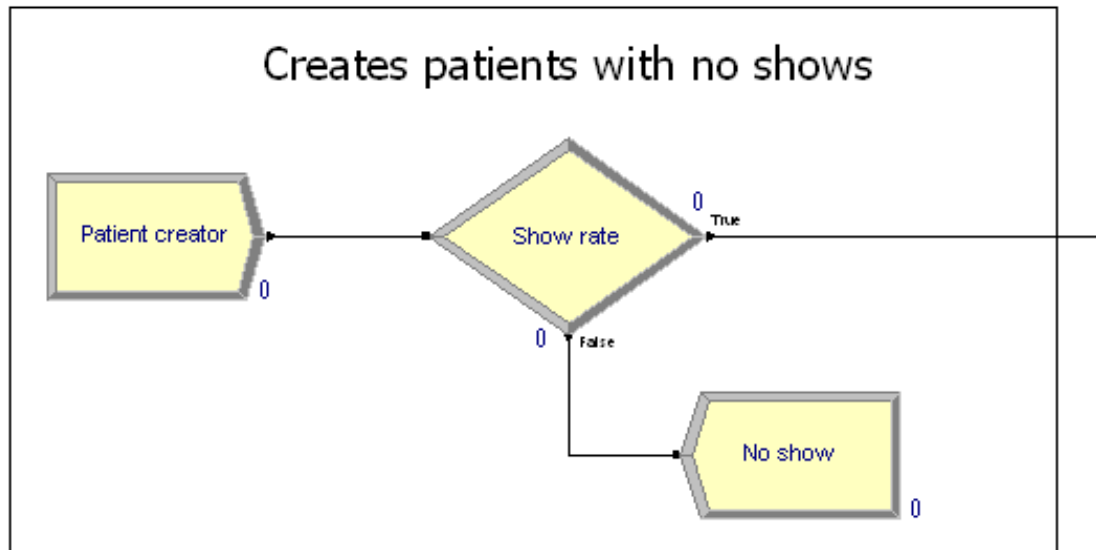 Creates patients with no shows
Patient creator
0
Show rate
0
True
0
False
No show
0